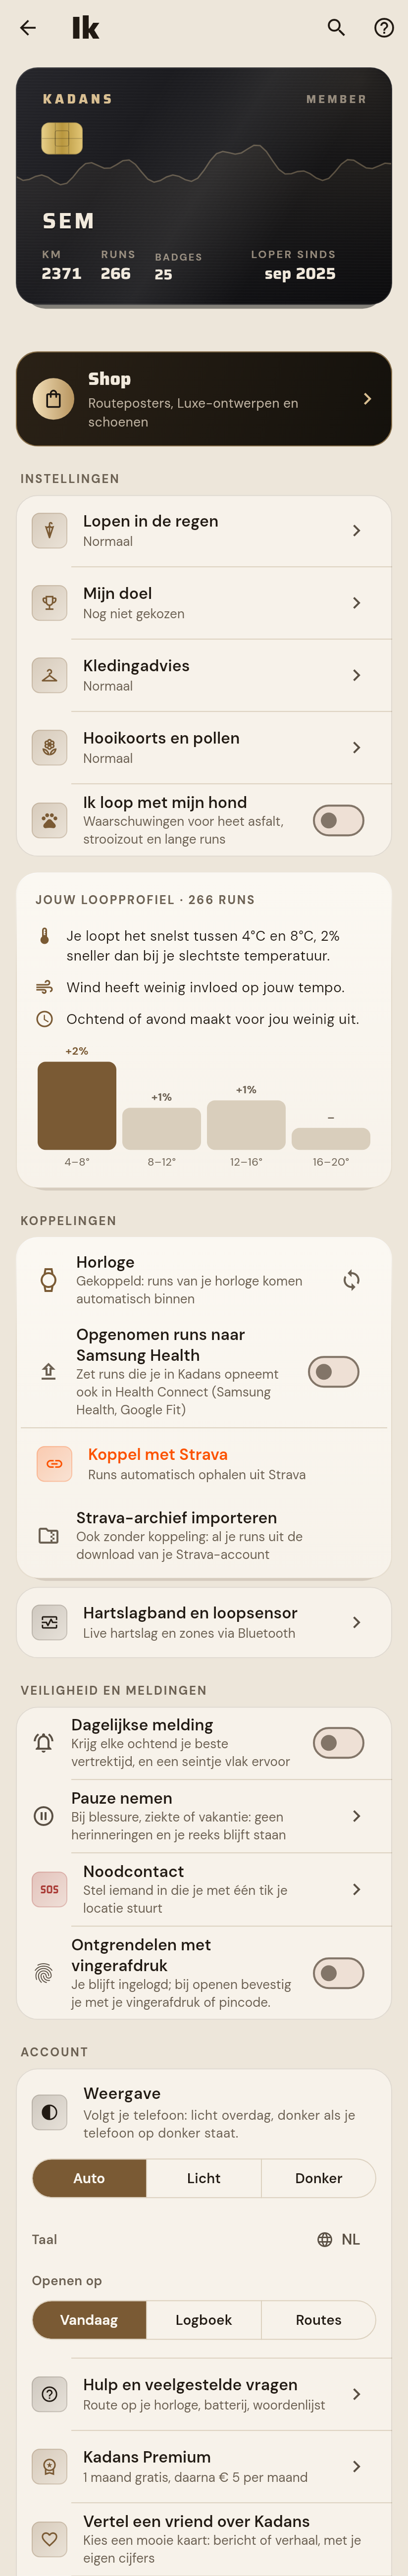 Ik
KADANS
MEMBER
SEM
KM
RUNS
BADGES
LOPER SINDS
2371
266
25
sep 2025
Shop
Routeposters, Luxe-ontwerpen en
schoenen
INSTELLINGEN
Lopen in de regen
Normaal
Mijn doel
Nog niet gekozen
Kledingadvies
Normaal
Hooikoorts en pollen
Normaal
Ik loop met mijn hond
Waarschuwingen voor heet asfalt,
strooizout en lange runs
JOUW LOOPPROFIEL · 266 RUNS
Je loopt het snelst tussen 4°C en 8°C, 2%
sneller dan bij je slechtste temperatuur.
Wind heeft weinig invloed op jouw tempo.
Ochtend of avond maakt voor jou weinig uit.
+2%
+1%
+1%
–
4–8°
8–12°
12–16°
16–20°
KOPPELINGEN
Horloge
Gekoppeld: runs van je horloge komen
automatisch binnen
Opgenomen runs naar
Samsung Health
Zet runs die je in Kadans opneemt
ook in Health Connect (Samsung
Health, Google Fit)
Koppel met Strava
Runs automatisch ophalen uit Strava
Strava-archief importeren
Ook zonder koppeling: al je runs uit de
download van je Strava-account
Hartslagband en loopsensor
Live hartslag en zones via Bluetooth
VEILIGHEID EN MELDINGEN
Dagelijkse melding
Krijg elke ochtend je beste
vertrektijd, en een seintje vlak ervoor
Pauze nemen
Bij blessure, ziekte of vakantie: geen
herinneringen en je reeks blijft staan
SOS
Noodcontact
Stel iemand in die je met één tik je
locatie stuurt
Ontgrendelen met
vingerafdruk
Je blijft ingelogd; bij openen bevestig
je met je vingerafdruk of pincode.
ACCOUNT
Weergave
Volgt je telefoon: licht overdag, donker als je
telefoon op donker staat.
Auto
Licht
Donker
Taal
NL
Openen op
Vandaag
Logboek
Routes
Hulp en veelgestelde vragen
Route op je horloge, batterij, woordenlijst
Kadans Premium
1 maand gratis, daarna € 5 per maand
Vertel een vriend over Kadans
Kies een mooie kaart: bericht of verhaal, met je
eigen cijfers